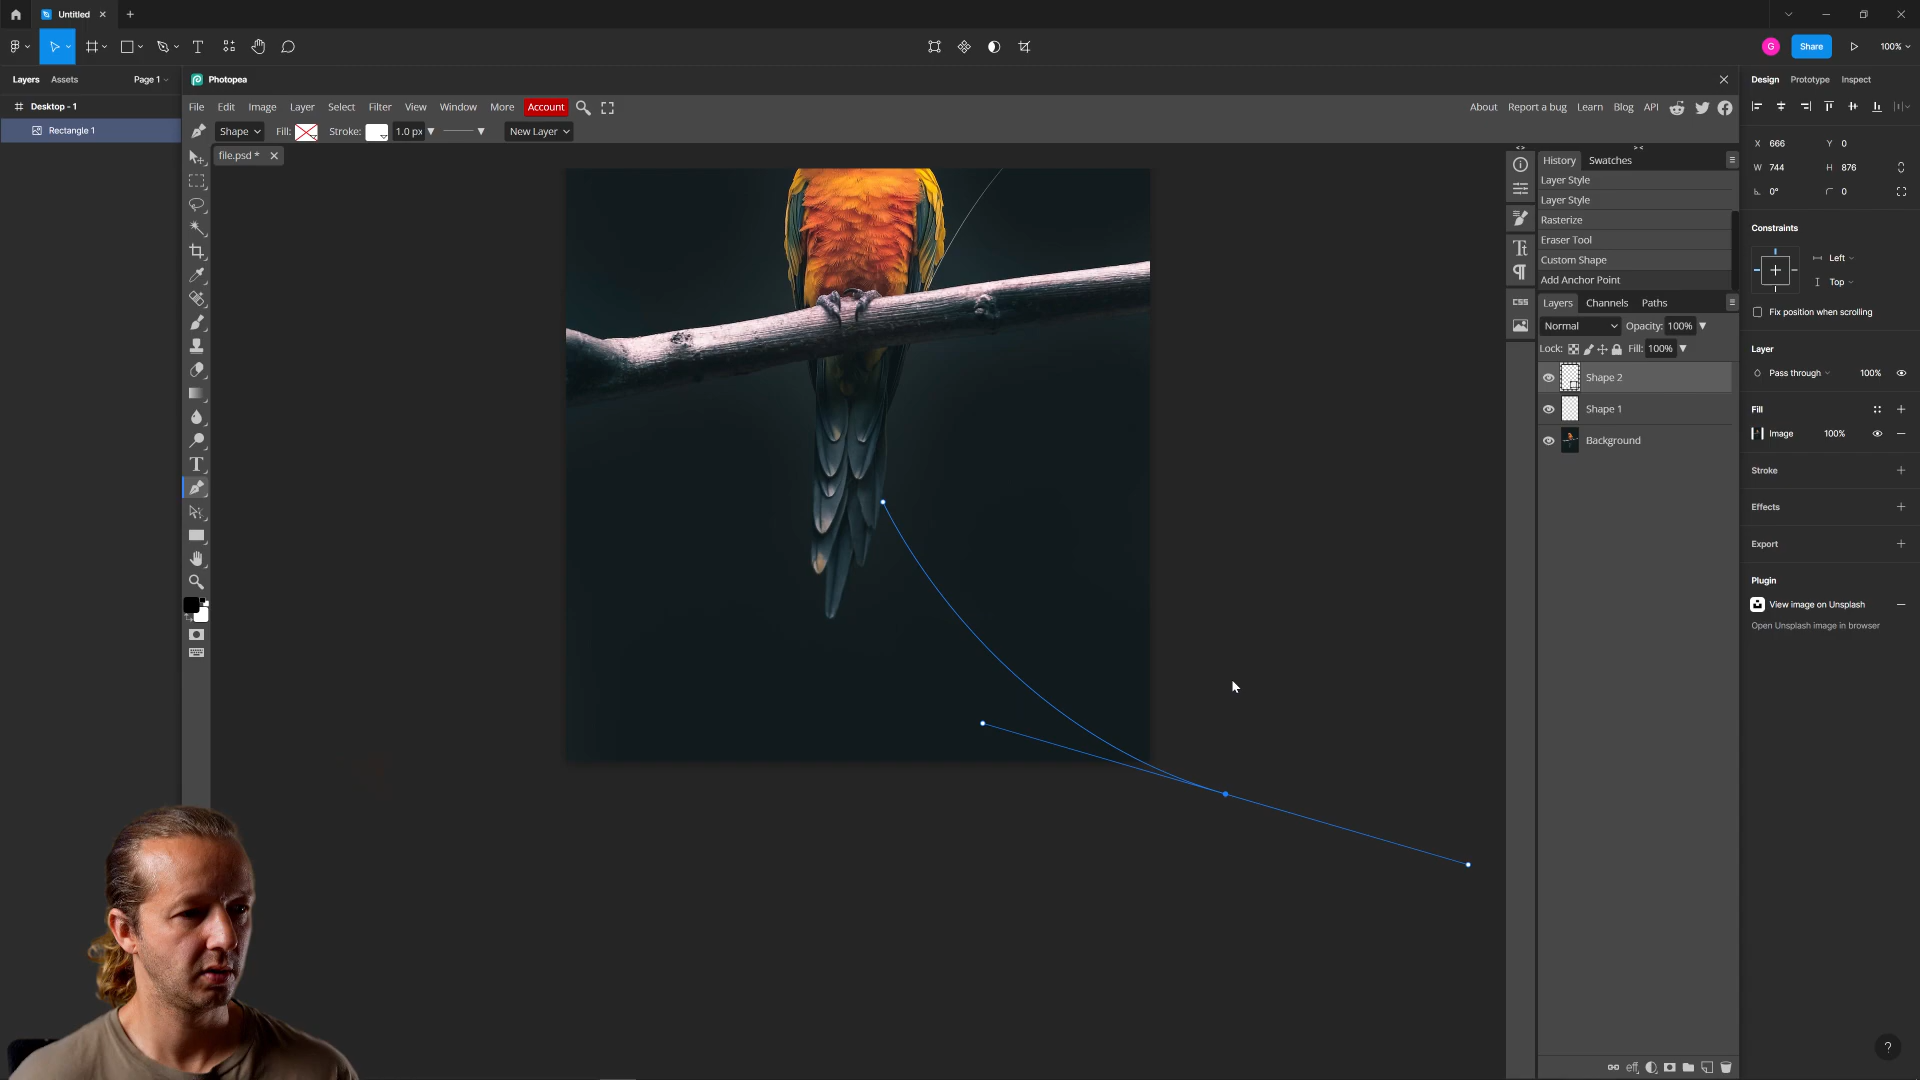 Untitled
G
Share
100%
Layers
Assets
Page 1
Photopea
Design
Prototype
Inspect
Desktop - 1
Rectangle 1
File
Edit
Image
Layer
Select
Filter
View
Window
More
Account
About
Report a bug
Learn
Blog
API
Shape
Fill:
Stroke:
1.0 px
New Layer
file.psd *
History
Swatches
Layer Style
Layer Style
Rasterize
Eraser Tool
Custom Shape
Add Anchor Point
CSS
Layers
Channels
Paths
Normal
Opacity: 100%
Lock:
Fill: 100%
Shape 2
Shape 1
Background
eff
X 666
Y 0
W 744
H 876
0°
0
Constraints
Left
Top
Fix position when scrolling
Layer
Pass through
100%
Fill
Image
100%
Stroke
Effects
Export
Plugin
View image on Unsplash
Open Unsplash image in browser
?